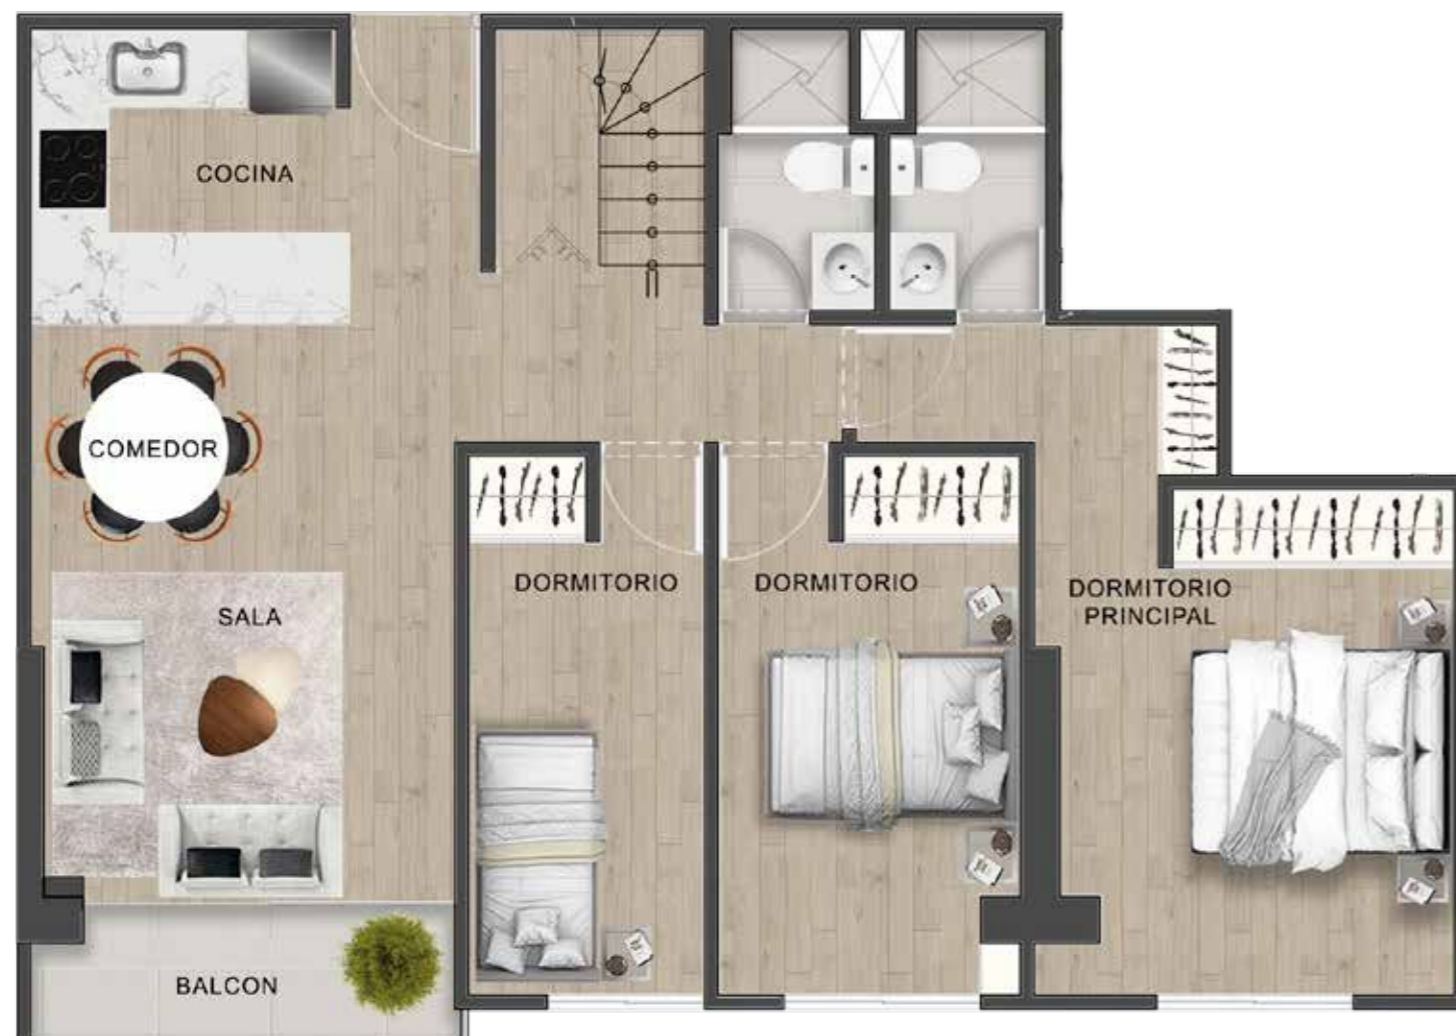 COCINA
COMEDOR
DORMITORIO
DORMITORIO
DORMITORIO
PRINCIPAL
SALA
BALCON